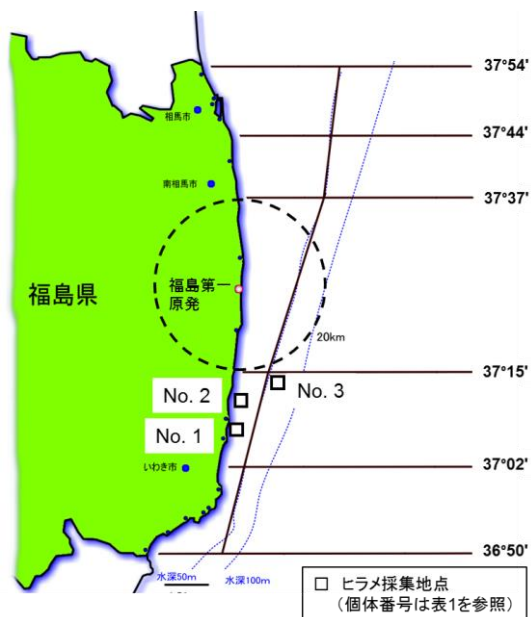 37°54'
相馬市
37°44'
南相馬市
37°37'
福島県
福島第一
原発
20km
37°15'
No. 2
No. 3
No. 1
いわき市
37°02'
36°50'
水深50m
水深100m
□ ヒラメ採集地点
(個体番号は表1を参照)